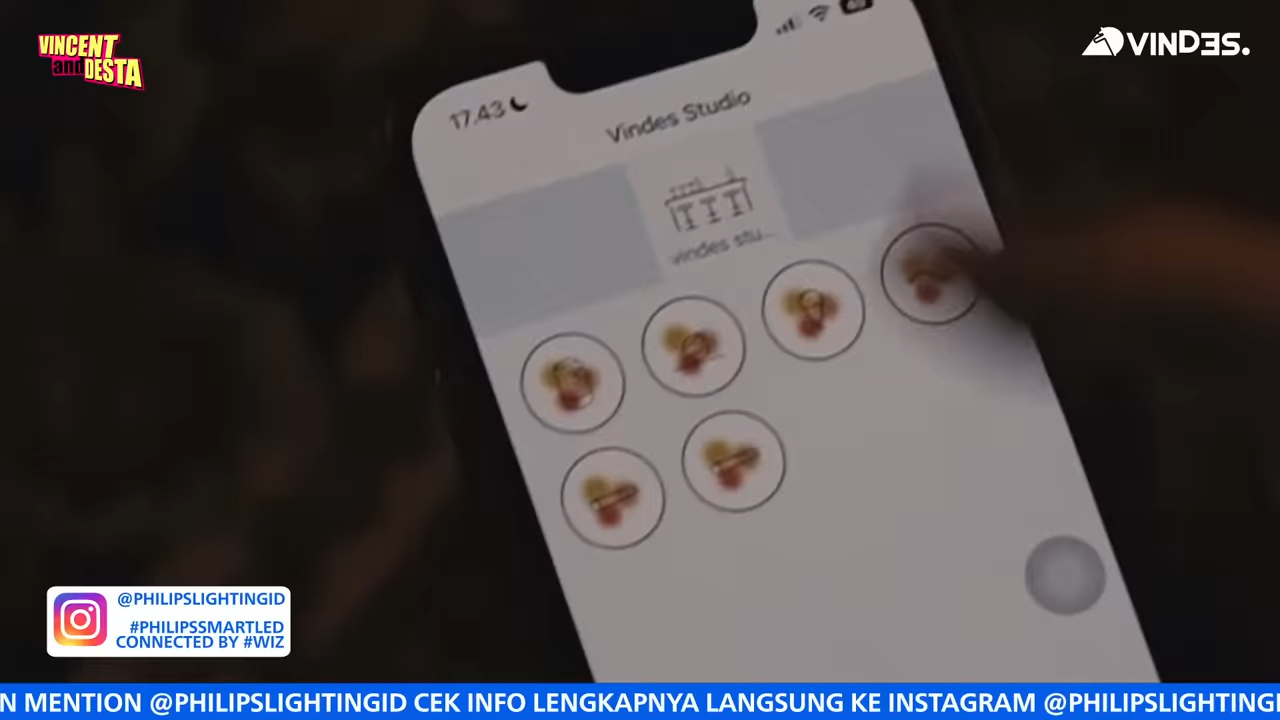 VINCENT
and DESTA
VINDES.
17.43
Vindes Studio
vindes stu...
@PHILIPSLIGHTINGID
#PHILIPSSMARTLED
CONNECTED BY #WIZ
N MENTION @PHILIPSLIGHTINGID CEK INFO LENGKAPNYA LANGSUNG KE INSTAGRAM @PHILIPSLIGHTINGI